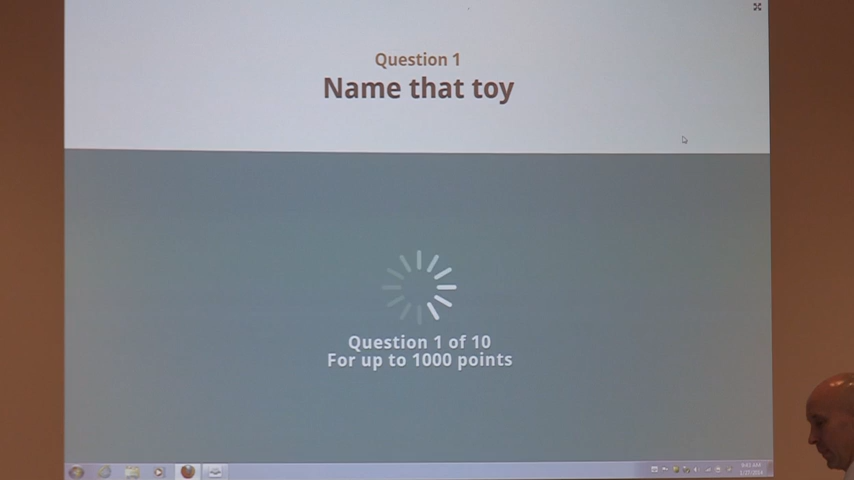 Question 1
Name that toy
Question 1 of 10
For up to 1000 points